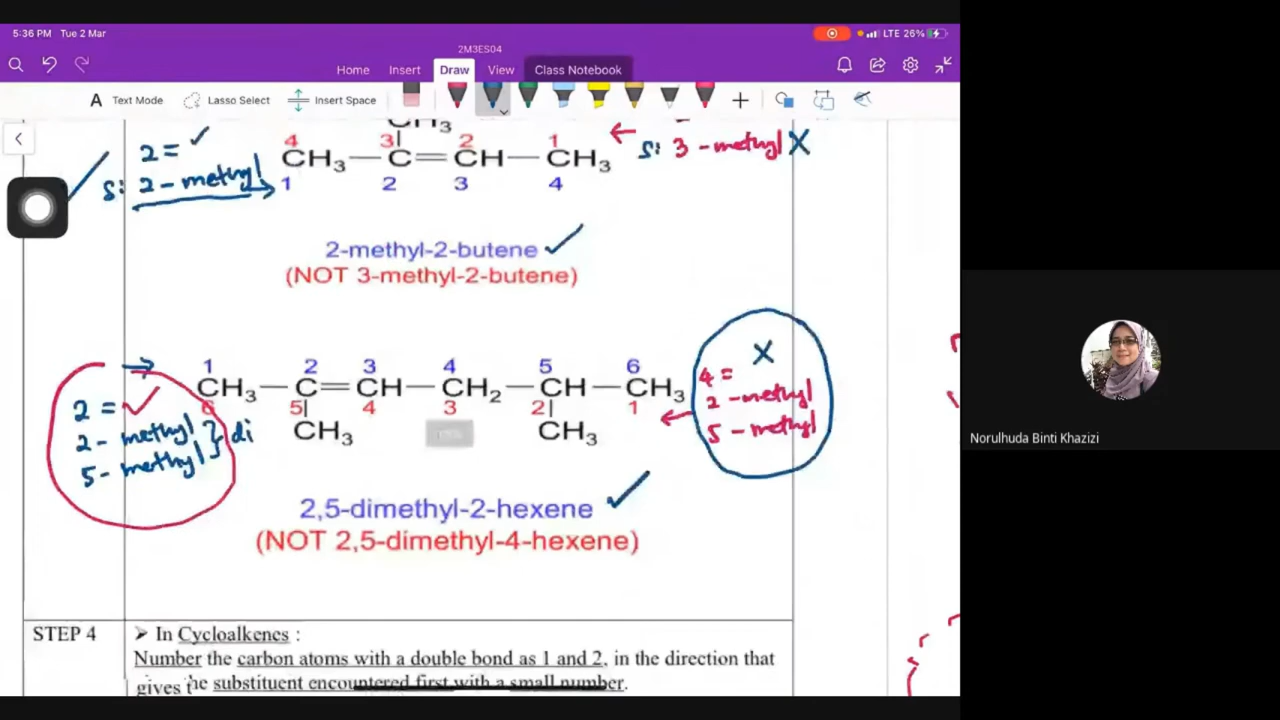 5:36 PM Tue 2 Mar
LTE 26%
2M3ES04
Home Insert Draw View Class Notebook
A Text Mode Lasso Select Insert Space
CH3
2 = ✓
S: 2 - methyl
← S: 3 - methyl X
4 3 2 1
CH3 — C = CH — CH3
1 2 3 4
2-methyl-2-butene ✓
(NOT 3-methyl-2-butene)
1 2 3 4 5 6
CH3 — C = CH — CH2 — CH — CH3
6 5 4 3 2 1
CH3 CH3
2 = ✓
2 - methyl
5 - methyl } di
X
4 =
2 - methyl
5 - methyl
2,5-dimethyl-2-hexene ✓
(NOT 2,5-dimethyl-4-hexene)
STEP 4
➢ In Cycloalkenes :
Number the carbon atoms with a double bond as 1 and 2, in the direction that
gives the substituent encountered first with a small number.
Norulhuda Binti Khazizi